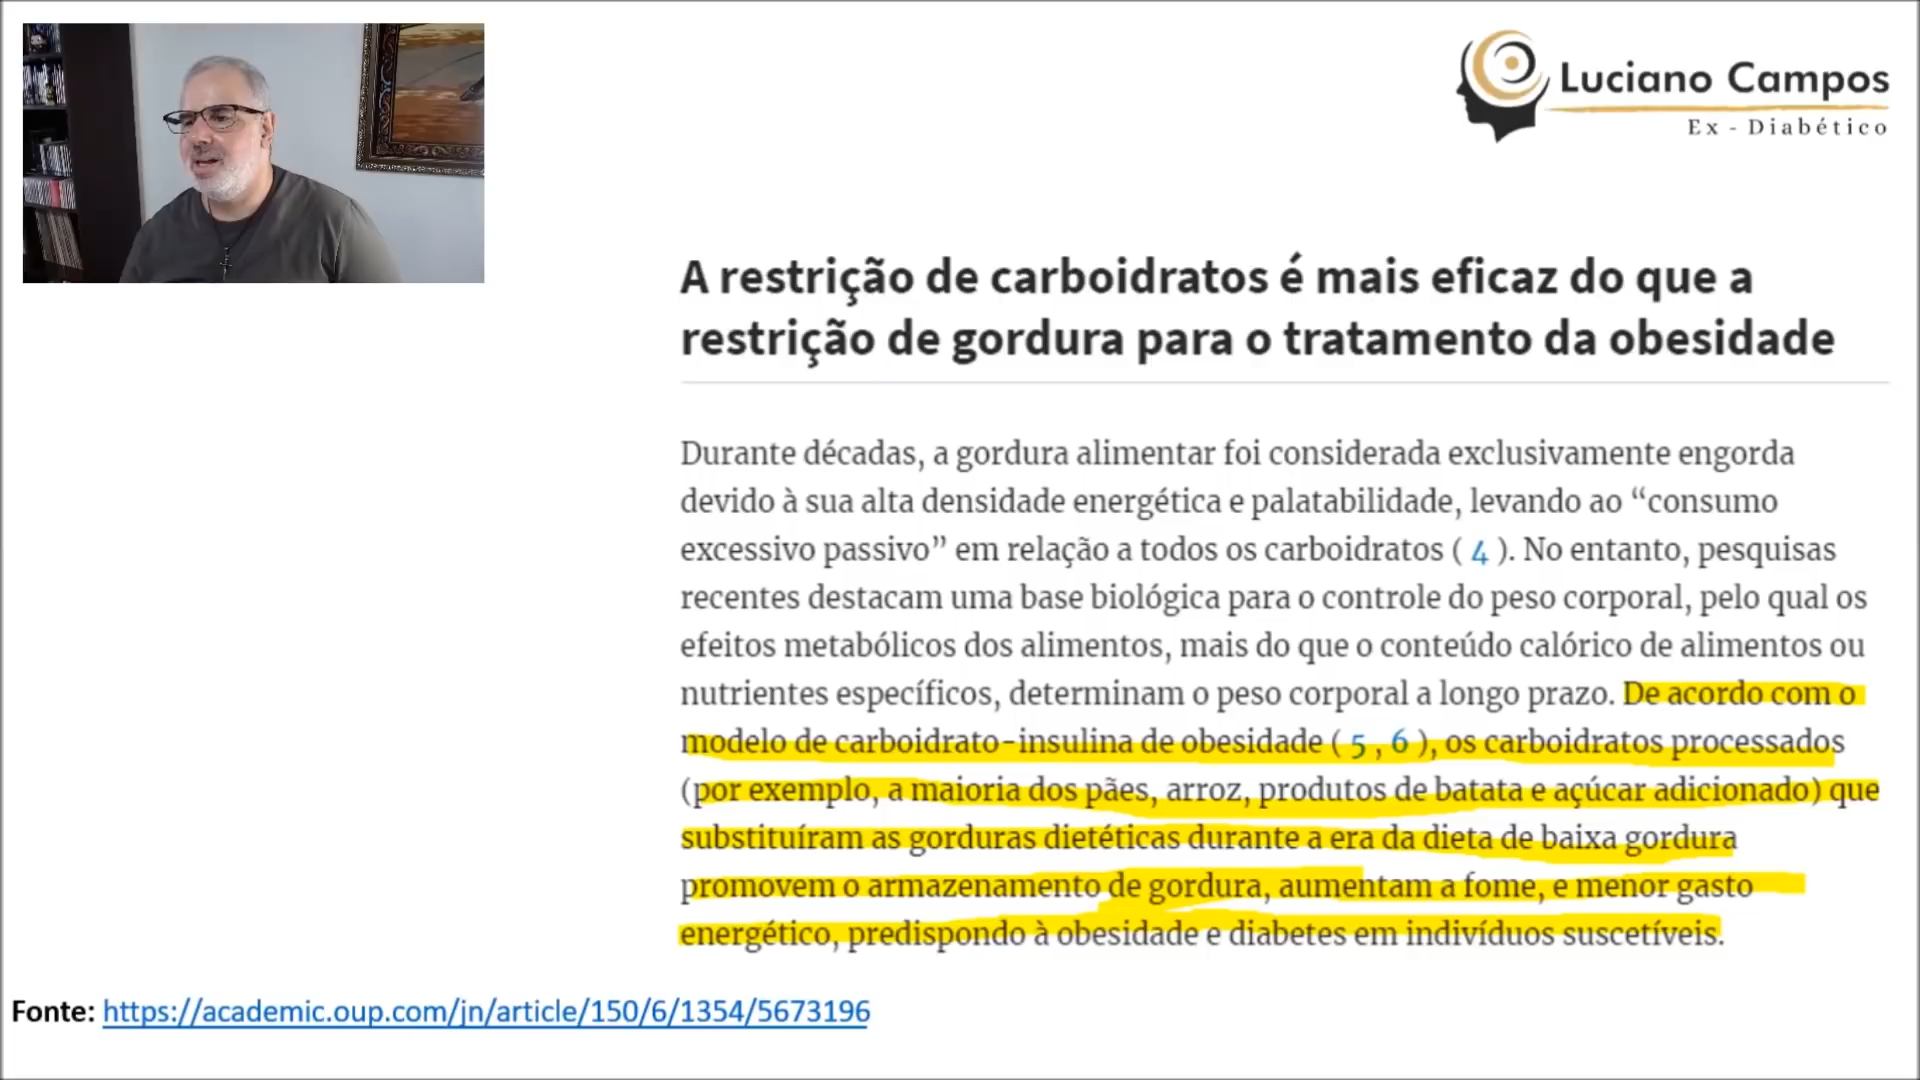 Luciano Campos
Ex - Diabético
A restrição de carboidratos é mais eficaz do que a
restrição de gordura para o tratamento da obesidade
Durante décadas, a gordura alimentar foi considerada exclusivamente engorda
devido à sua alta densidade energética e palatabilidade, levando ao “consumo
excessivo passivo” em relação a todos os carboidratos ( 4 ). No entanto, pesquisas
recentes destacam uma base biológica para o controle do peso corporal, pelo qual os
efeitos metabólicos dos alimentos, mais do que o conteúdo calórico de alimentos ou
nutrientes específicos, determinam o peso corporal a longo prazo. De acordo com o
modelo de carboidrato-insulina de obesidade ( 5 , 6 ), os carboidratos processados
(por exemplo, a maioria dos pães, arroz, produtos de batata e açúcar adicionado) que
substituíram as gorduras dietéticas durante a era da dieta de baixa gordura
promovem o armazenamento de gordura, aumentam a fome, e menor gasto
energético, predispondo à obesidade e diabetes em indivíduos suscetíveis.
Fonte: https://academic.oup.com/jn/article/150/6/1354/5673196